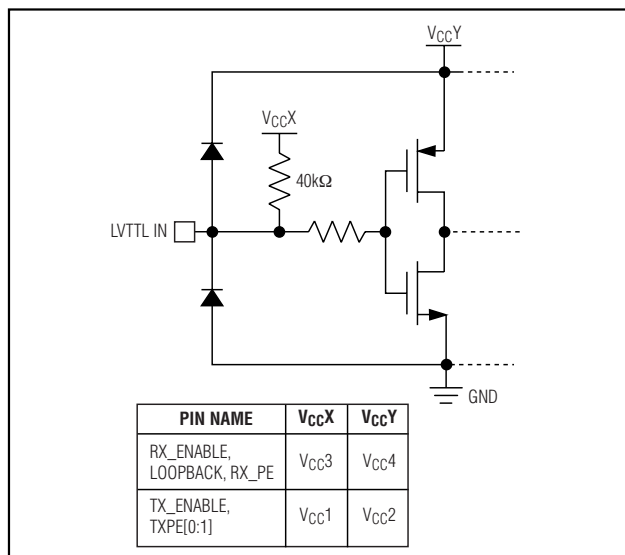 VCCY
VCCX
40kΩ
LVTTL IN
GND
PIN NAME VCCX VCCY
RX_ENABLE,
LOOPBACK, RX_PE VCC3 VCC4
TX_ENABLE,
TXPE[0:1] VCC1 VCC2